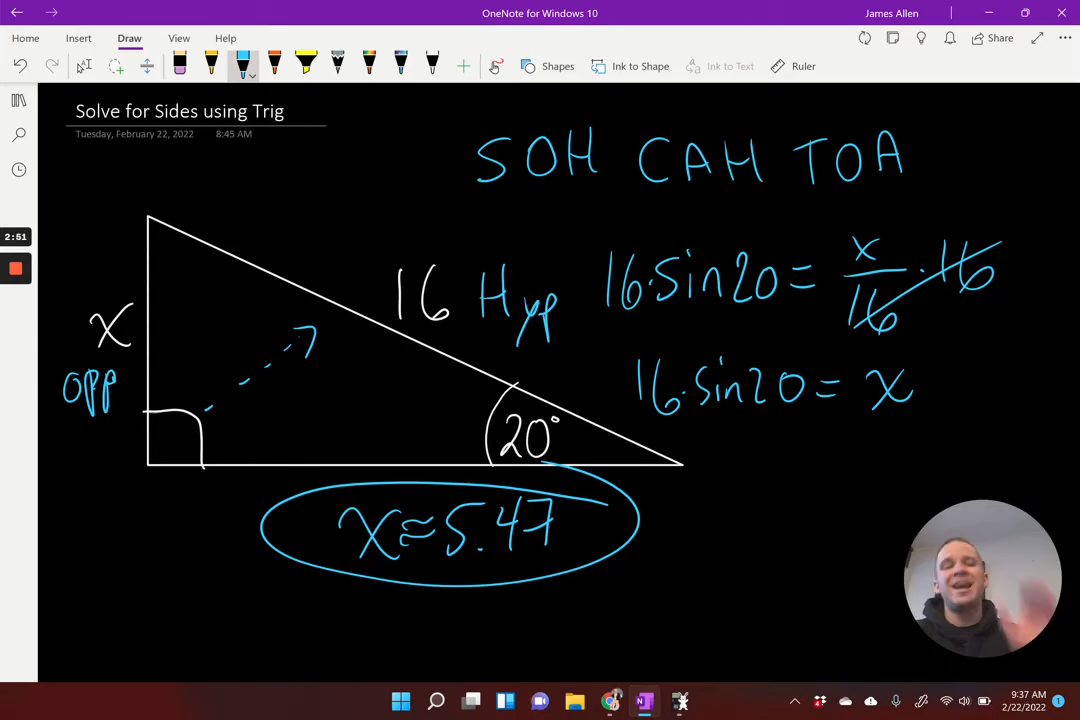 OneNote for Windows 10
James Allen
Home Insert Draw View Help
Share
Shapes Ink to Shape Ink to Text Ruler
Solve for Sides using Trig
Tuesday, February 22, 2022 8:45 AM
SOH CAH TOA
2:51
16 Hyp
16·sin20 = x/16 · 16
x
opp
16·sin20 = x
20°
x≈5.47
9:37 AM
2/22/2022
1